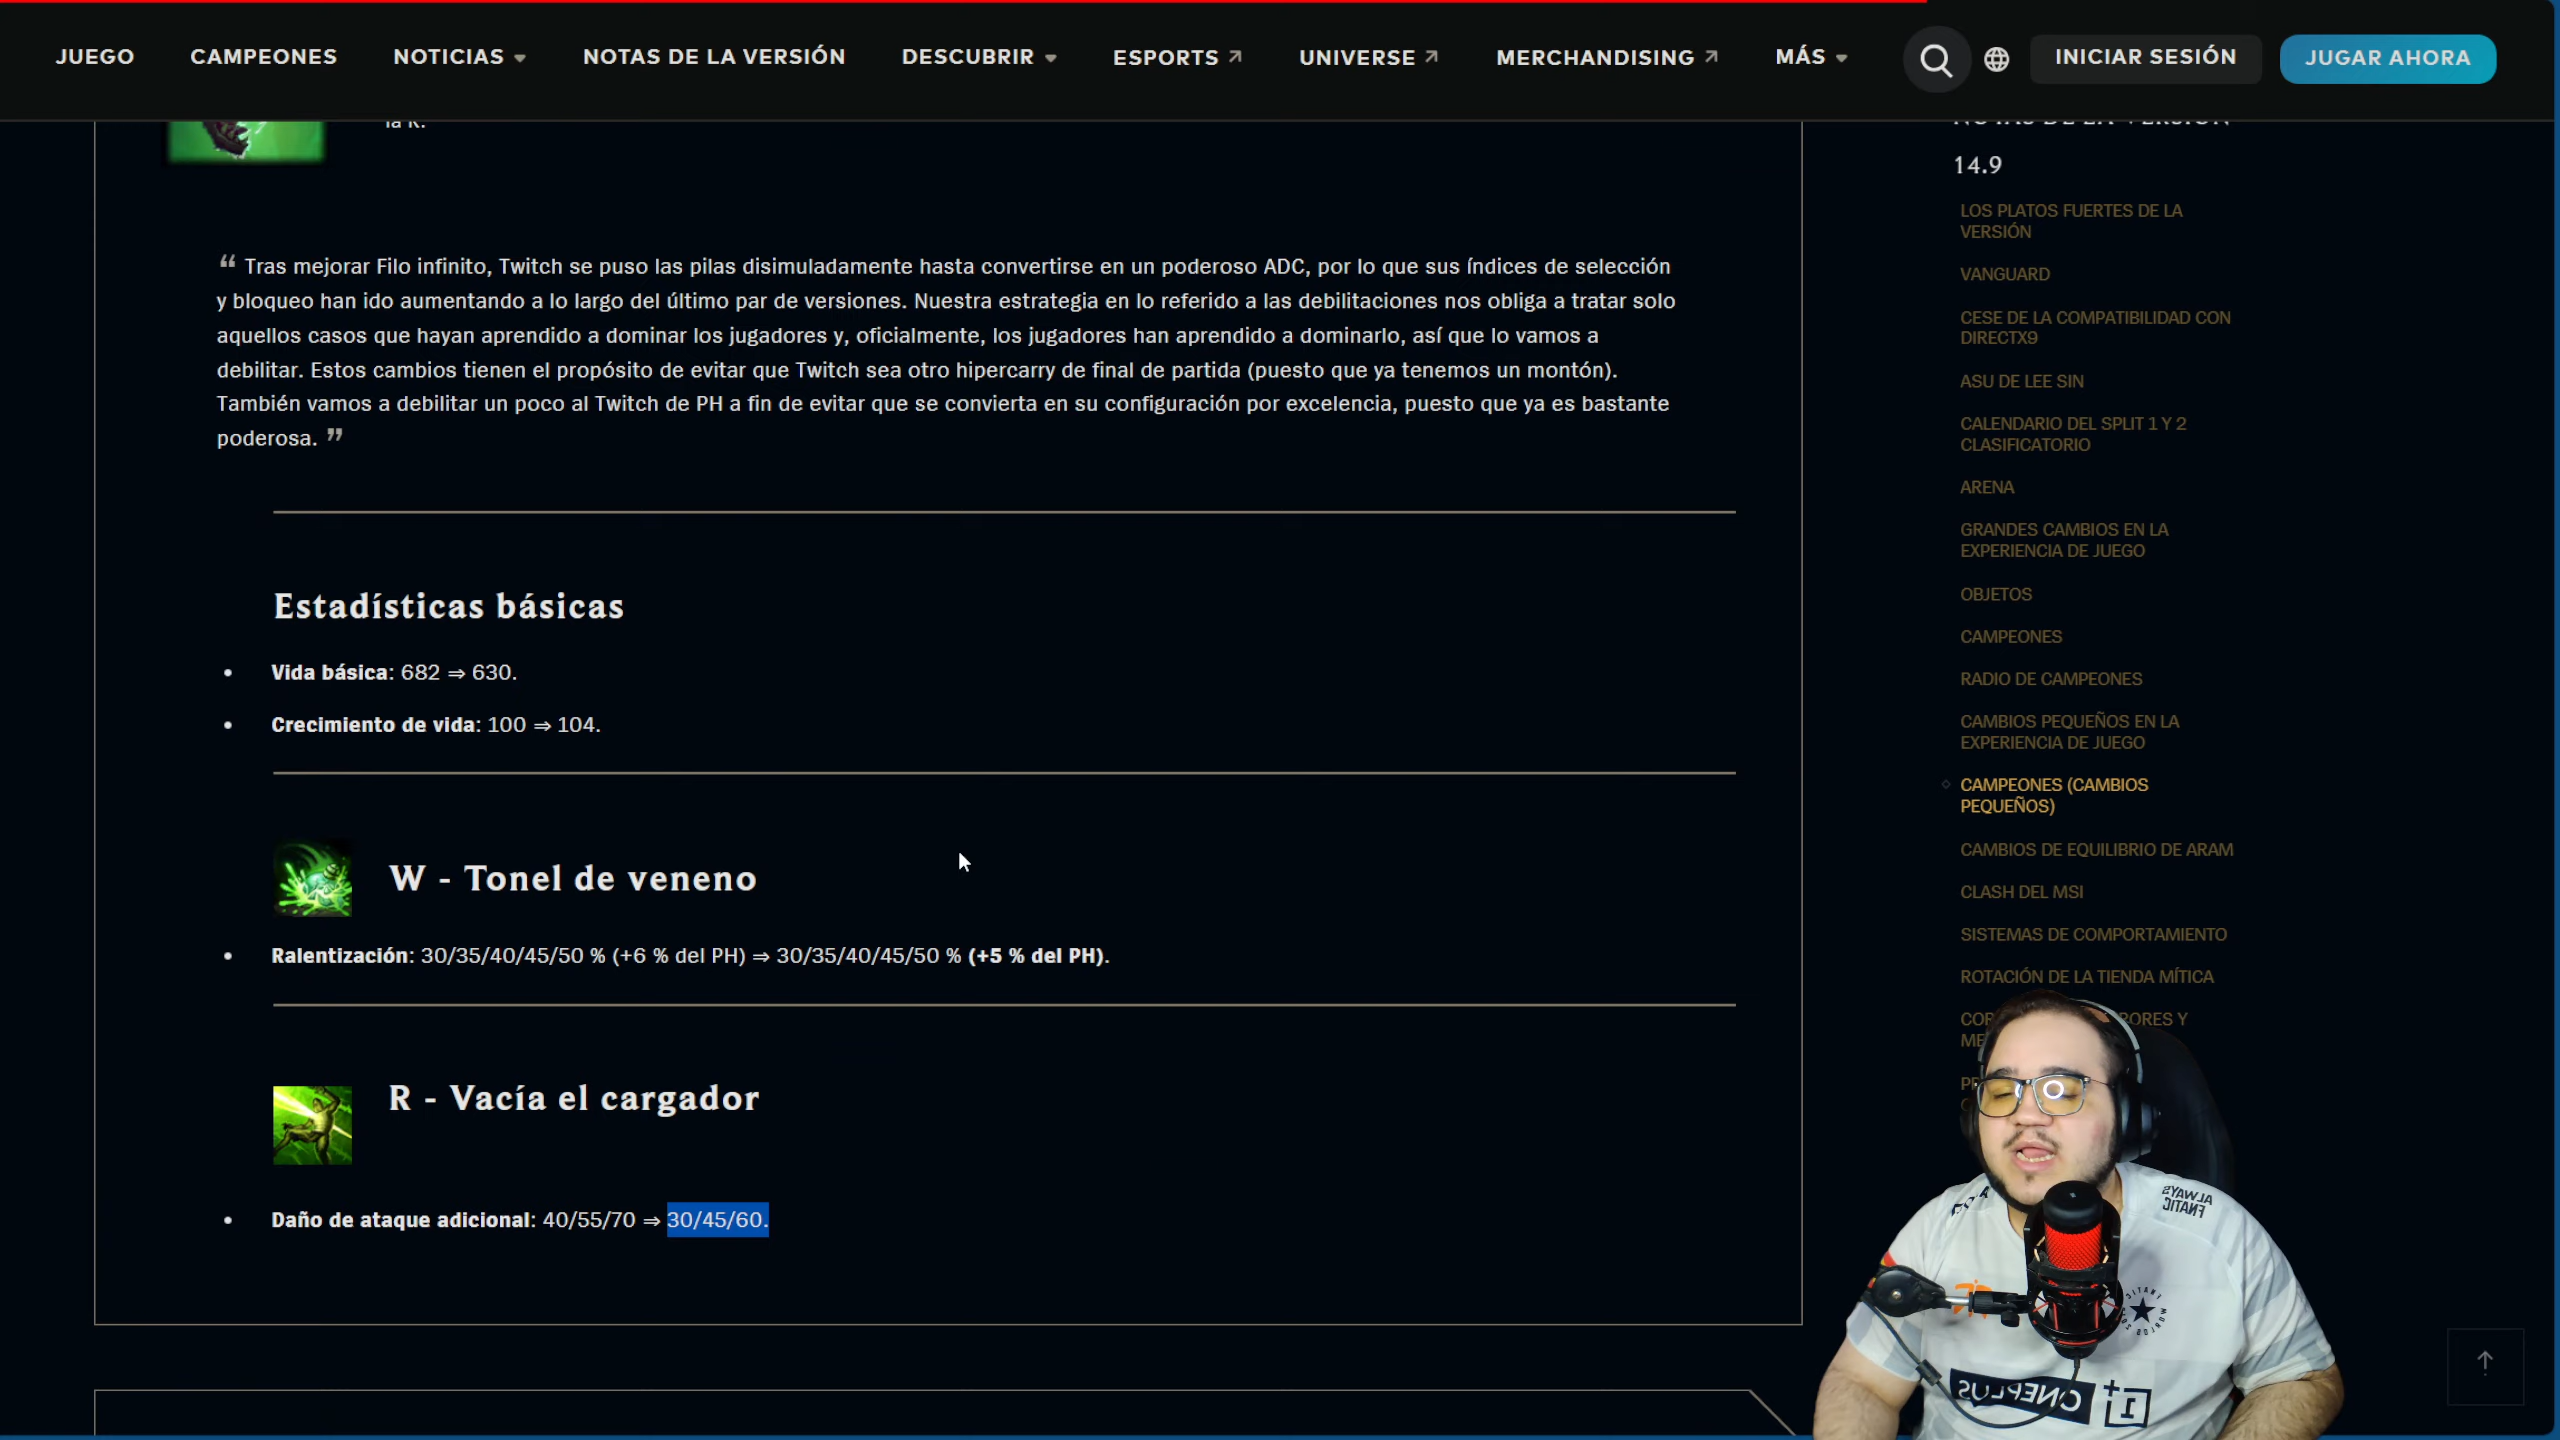 JUEGO CAMPEONES NOTICIAS NOTAS DE LA VERSIÓN DESCUBRIR ESPORTS UNIVERSE MERCHANDISING MÁS INICIAR SESIÓN JUGAR AHORA
la R.
“ Tras mejorar Filo infinito, Twitch se puso las pilas disimuladamente hasta convertirse en un poderoso ADC, por lo que sus índices de selección
y bloqueo han ido aumentando a lo largo del último par de versiones. Nuestra estrategia en lo referido a las debilitaciones nos obliga a tratar solo
aquellos casos que hayan aprendido a dominar los jugadores y, oficialmente, los jugadores han aprendido a dominarlo, así que lo vamos a
debilitar. Estos cambios tienen el propósito de evitar que Twitch sea otro hipercarry de final de partida (puesto que ya tenemos un montón).
También vamos a debilitar un poco al Twitch de PH a fin de evitar que se convierta en su configuración por excelencia, puesto que ya es bastante
poderosa. ”
Estadísticas básicas
• Vida básica: 682 ⇒ 630.
• Crecimiento de vida: 100 ⇒ 104.
W - Tonel de veneno
• Ralentización: 30/35/40/45/50 % (+6 % del PH) ⇒ 30/35/40/45/50 % (+5 % del PH).
R - Vacía el cargador
• Daño de ataque adicional: 40/55/70 ⇒ 30/45/60.
NOTAS DE LA VERSIÓN
14.9
LOS PLATOS FUERTES DE LA
VERSIÓN
VANGUARD
CESE DE LA COMPATIBILIDAD CON
DIRECTX9
ASU DE LEE SIN
CALENDARIO DEL SPLIT 1 Y 2
CLASIFICATORIO
ARENA
GRANDES CAMBIOS EN LA
EXPERIENCIA DE JUEGO
OBJETOS
CAMPEONES
RADIO DE CAMPEONES
CAMBIOS PEQUEÑOS EN LA
EXPERIENCIA DE JUEGO
CAMPEONES (CAMBIOS
PEQUEÑOS)
CAMBIOS DE EQUILIBRIO DE ARAM
CLASH DEL MSI
SISTEMAS DE COMPORTAMIENTO
ROTACIÓN DE LA TIENDA MÍTICA
ALWAYS
FNATIC
ONEPLUS